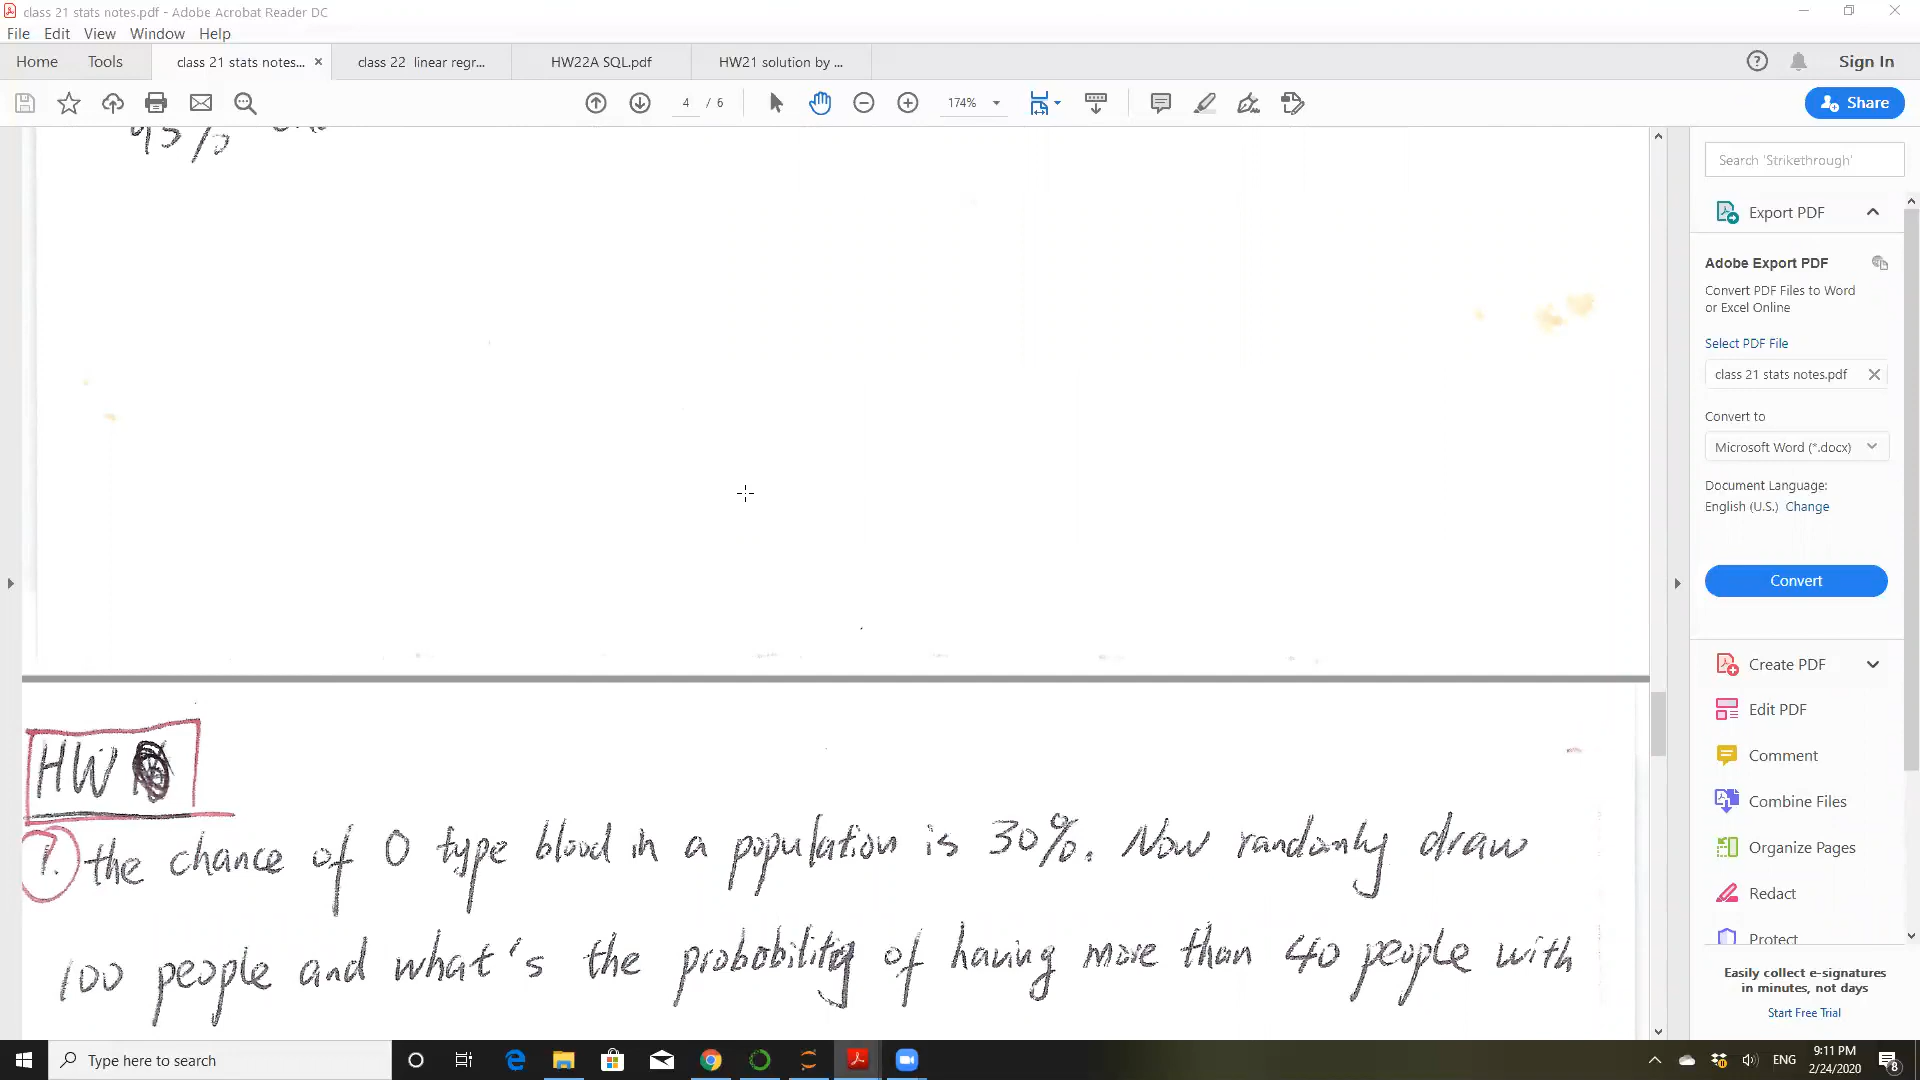 class 21 stats notes.pdf - Adobe Acrobat Reader DC
File Edit View Window Help
Home Tools class 21 stats notes... × class 22 linear regr... HW22A SQL.pdf HW21 solution by ... Sign In
4 / 6 174% Share
95%
Search 'Strikethrough'
Export PDF
Adobe Export PDF
Convert PDF Files to Word
or Excel Online
Select PDF File
class 21 stats notes.pdf
Convert to
Microsoft Word (*.docx)
Document Language:
English (U.S.) Change
Convert
Create PDF
Edit PDF
Comment
Combine Files
Organize Pages
Redact
Protect
Easily collect e-signatures
in minutes, not days
Start Free Trial
HW
1. the chance of O type blood in a population is 30%. Now randomly draw
100 people and what's the probobility of having more than 40 people with
Type here to search
ENG
9:11 PM
2/24/2020
8